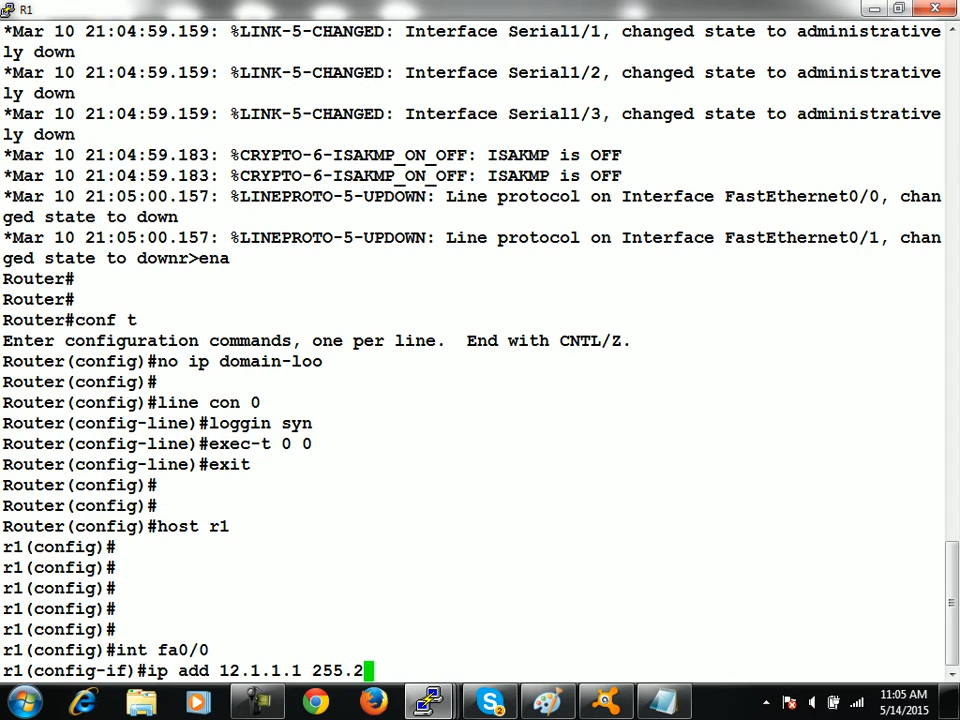 R1
*Mar 10 21:04:59.159: %LINK-5-CHANGED: Interface Serial1/1, changed state to administrative
ly down
*Mar 10 21:04:59.159: %LINK-5-CHANGED: Interface Serial1/2, changed state to administrative
ly down
*Mar 10 21:04:59.159: %LINK-5-CHANGED: Interface Serial1/3, changed state to administrative
ly down
*Mar 10 21:04:59.183: %CRYPTO-6-ISAKMP_ON_OFF: ISAKMP is OFF
*Mar 10 21:04:59.183: %CRYPTO-6-ISAKMP_ON_OFF: ISAKMP is OFF
*Mar 10 21:05:00.157: %LINEPROTO-5-UPDOWN: Line protocol on Interface FastEthernet0/0, chan
ged state to down
*Mar 10 21:05:00.157: %LINEPROTO-5-UPDOWN: Line protocol on Interface FastEthernet0/1, chan
ged state to downr>ena
Router#
Router#
Router#conf t
Enter configuration commands, one per line.  End with CNTL/Z.
Router(config)#no ip domain-loo
Router(config)#
Router(config)#line con 0
Router(config-line)#loggin syn
Router(config-line)#exec-t 0 0
Router(config-line)#exit
Router(config)#
Router(config)#
Router(config)#host r1
r1(config)#
r1(config)#
r1(config)#
r1(config)#
r1(config)#
r1(config)#int fa0/0
r1(config-if)#ip add 12.1.1.1 255.2
2
11:05 AM
5/14/2015